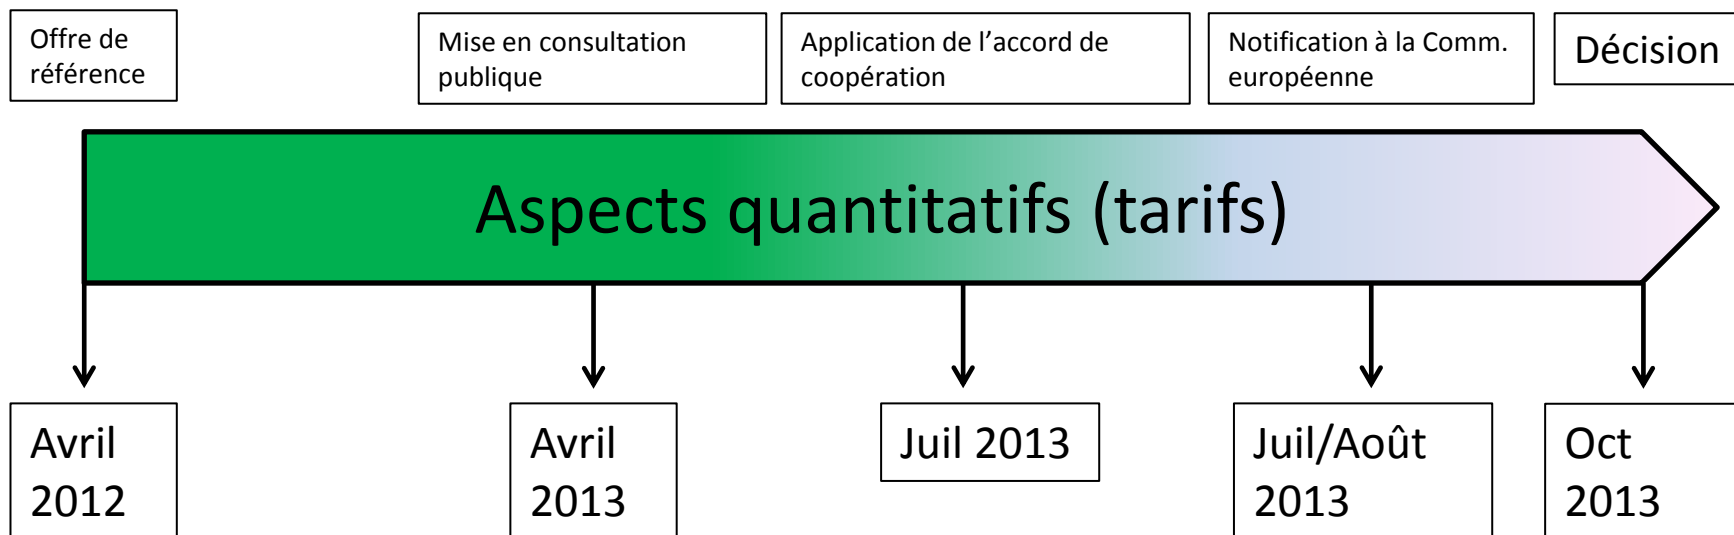 Offre de
référence
Mise en consultation
publique
Application de l’accord de
coopération
Notification à la Comm.
européenne
Décision
Aspects quantitatifs (tarifs)
Avril
2012
Avril
2013
Juil 2013
Juil/Août
2013
Oct
2013